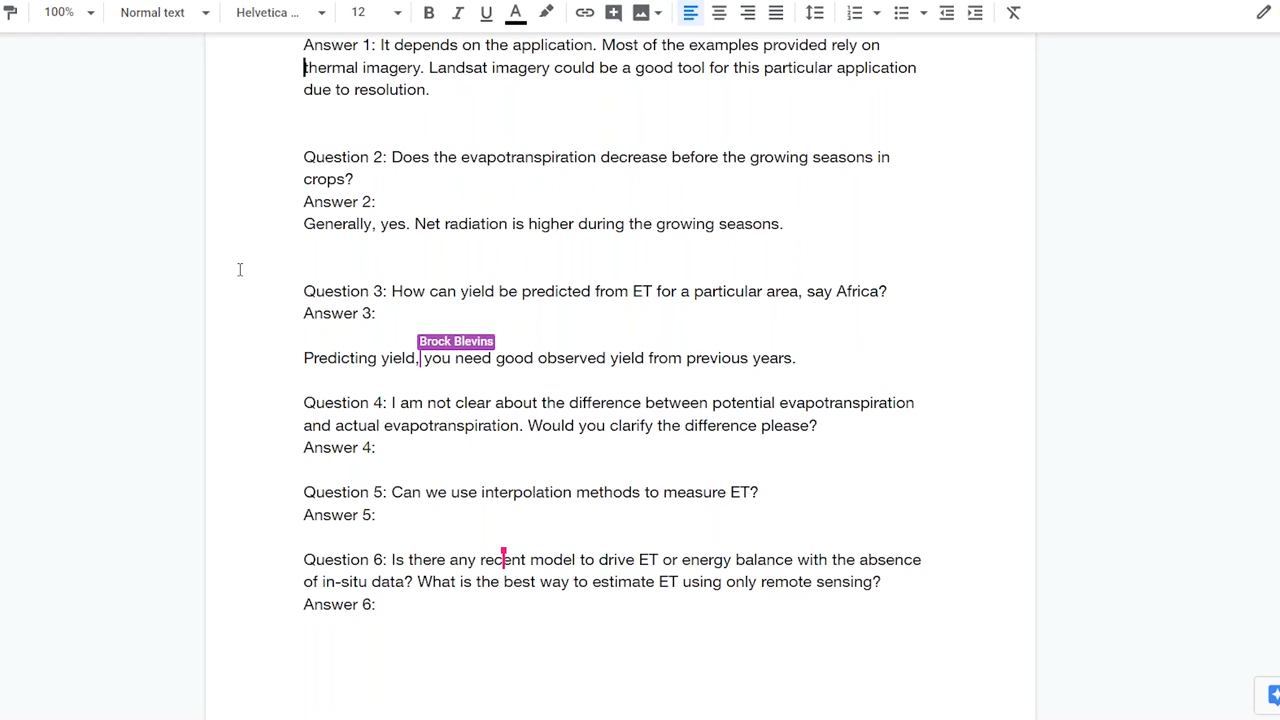 100%
Normal text
Helvetica ...
12
B
I
U
A
Answer 1: It depends on the application. Most of the examples provided rely on
thermal imagery. Landsat imagery could be a good tool for this particular application
due to resolution.
Question 2: Does the evapotranspiration decrease before the growing seasons in
crops?
Answer 2:
Generally, yes. Net radiation is higher during the growing seasons.
Question 3: How can yield be predicted from ET for a particular area, say Africa?
Answer 3:
Brock Blevins
Predicting yield, you need good observed yield from previous years.
Question 4: I am not clear about the difference between potential evapotranspiration
and actual evapotranspiration. Would you clarify the difference please?
Answer 4:
Question 5: Can we use interpolation methods to measure ET?
Answer 5:
Question 6: Is there any recent model to drive ET or energy balance with the absence
of in-situ data? What is the best way to estimate ET using only remote sensing?
Answer 6: